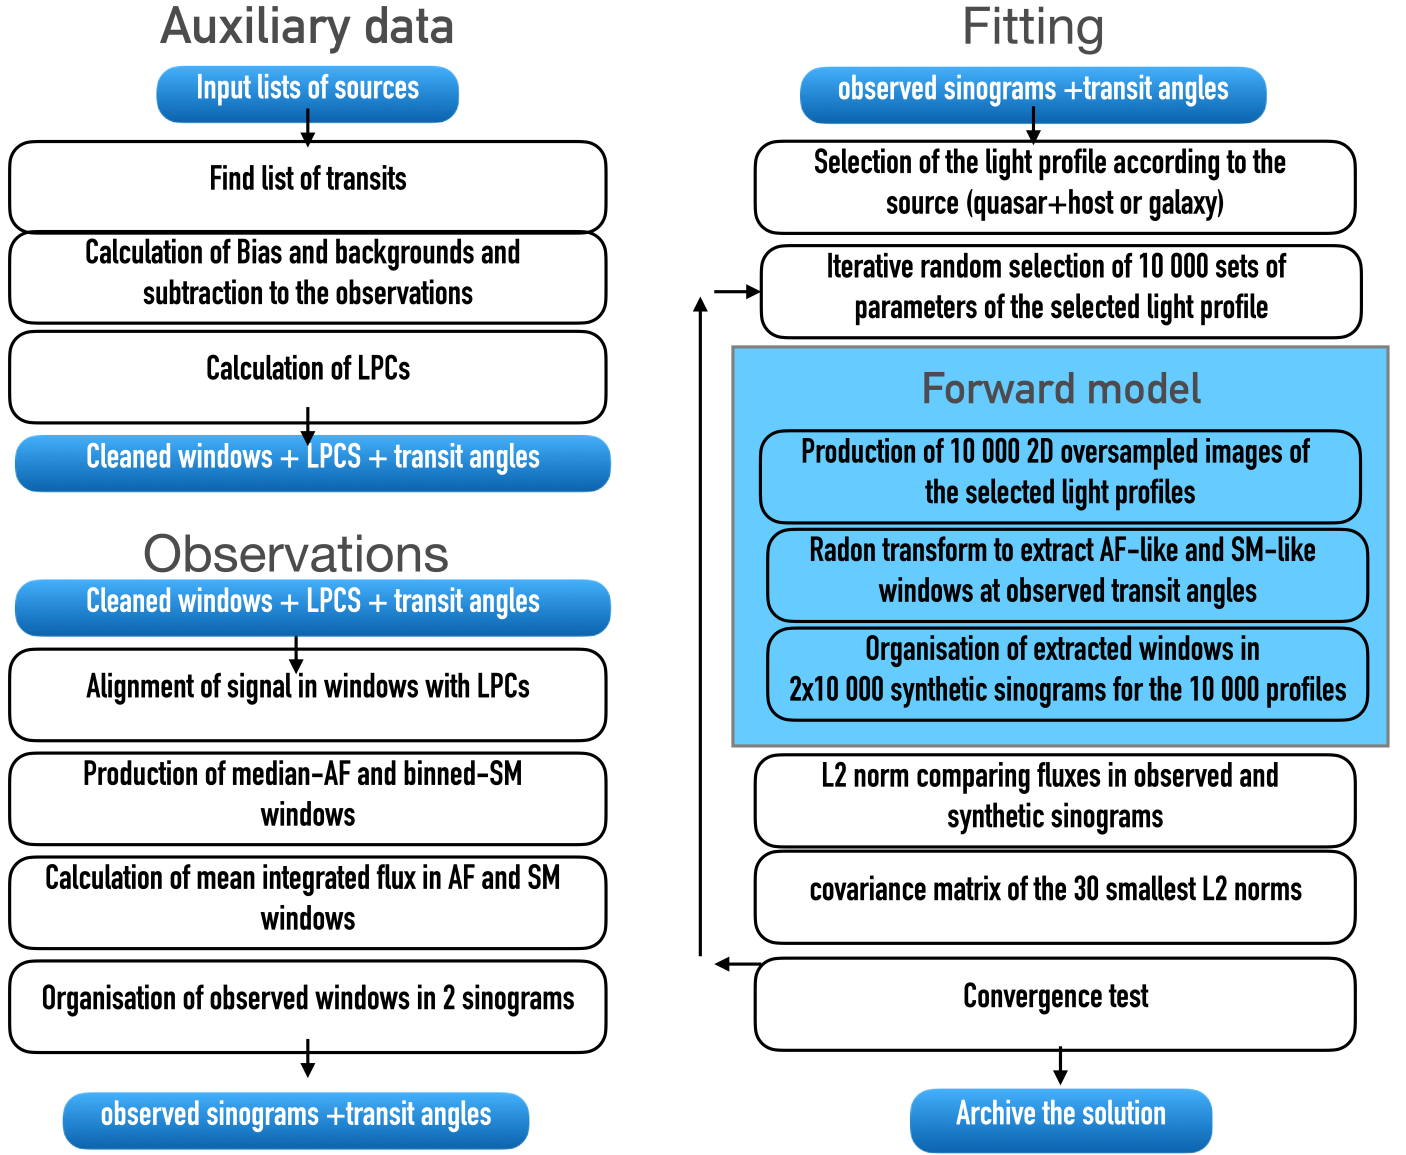 Auxiliary data
Input lists of sources
Find list of transits
Calculation of Bias and backgrounds and
subtraction to the observations
Calculation of LPCs
Cleaned windows + LPCS + transit angles
Observations
Cleaned windows + LPCS + transit angles
Alignment of signal in windows with LPCs
Production of median-AF and binned-SM
windows
Calculation of mean integrated flux in AF and SM
windows
Organisation of observed windows in 2 sinograms
observed sinograms +transit angles
Fitting
observed sinograms +transit angles
Selection of the light profile according to the
source (quasar+host or galaxy)
Iterative random selection of 10 000 sets of
parameters of the selected light profile
Forward model
Production of 10 000 2D oversampled images of
the selected light profiles
Radon transform to extract AF-like and SM-like
windows at observed transit angles
Organisation of extracted windows in
2x10 000 synthetic sinograms for the 10 000 profiles
L2 norm comparing fluxes in observed and
synthetic sinograms
covariance matrix of the 30 smallest L2 norms
Convergence test
Archive the solution